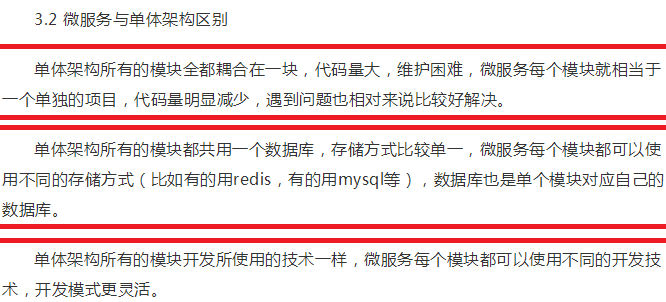 3.2 微服务与单体架构区别
单体架构所有的模块全都耦合在一块，代码量大，维护困难，微服务每个模块就相当于
一个单独的项目，代码量明显减少，遇到问题也相对来说比较好解决。
单体架构所有的模块都共用一个数据库，存储方式比较单一，微服务每个模块都可以使
用不同的存储方式（比如有的用redis，有的用mysql等），数据库也是单个模块对应自己的
数据库。
单体架构所有的模块开发所使用的技术一样，微服务每个模块都可以使用不同的开发技
术，开发模式更灵活。